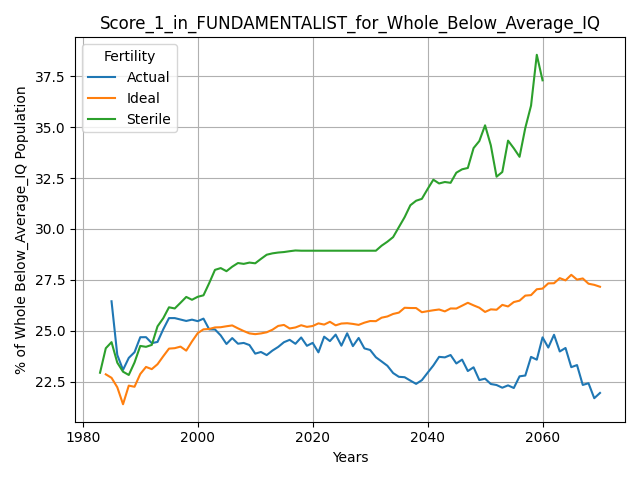 Score_1_in_FUNDAMENTALIST_for_Whole_Below_Average_IQ
Fertility
Actual
Ideal
Sterile
% of Whole Below_Average_IQ Population
37.5
35.0
32.5
30.0
27.5
25.0
22.5
1980
2000
2020
2040
2060
Years